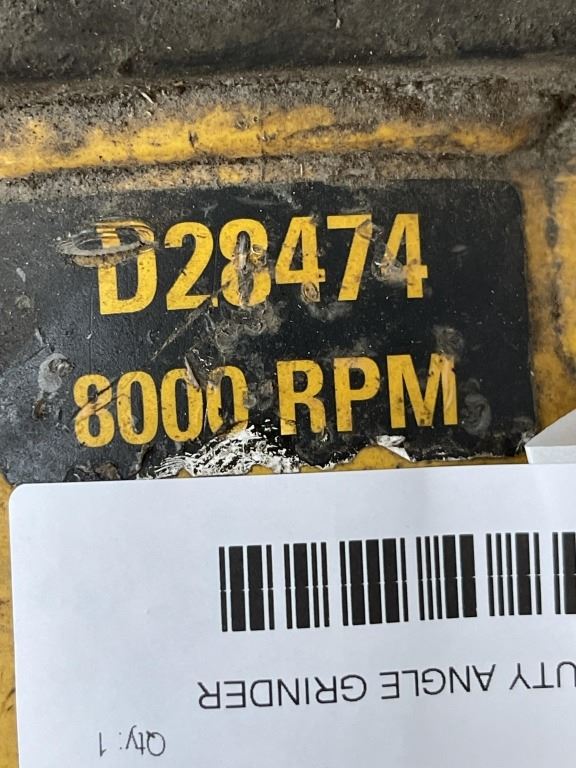 D28474
8000 RPM
UTY ANGLE GRINDER
Qty: 1